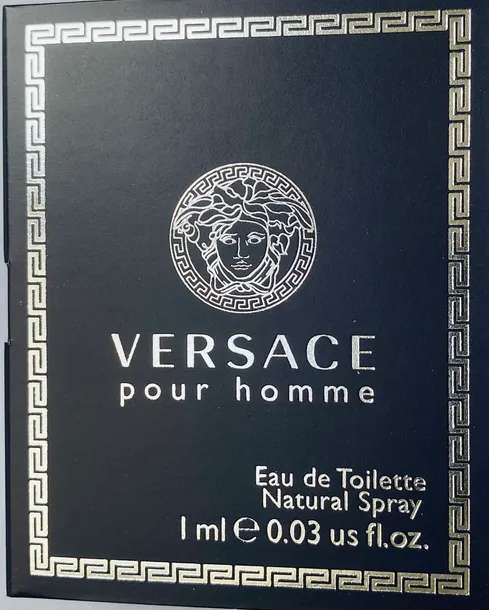 VERSACE
pour homme
Eau de Toilette
Natural Spray
1 ml ℮ 0.03 us fl.oz.